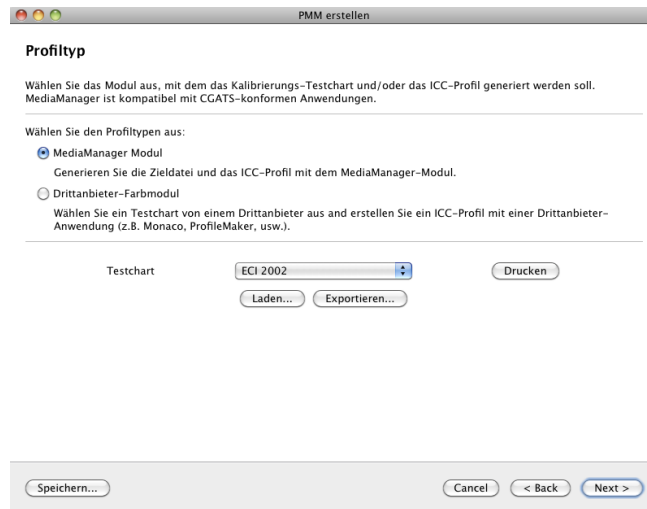 PMM erstellen
Profiltyp
Wählen Sie das Modul aus, mit dem das Kalibrierungs-Testchart und/oder das ICC-Profil generiert werden soll.
MediaManager ist kompatibel mit CGATS-konformen Anwendungen.
Wählen Sie den Profiltypen aus:
MediaManager Modul
Generieren Sie die Zieldatei und das ICC-Profil mit dem MediaManager-Modul.
Drittanbieter-Farbmodul
Wählen Sie ein Testchart von einem Drittanbieter aus and erstellen Sie ein ICC-Profil mit einer Drittanbieter-
Anwendung (z.B. Monaco, ProfileMaker, usw.).
Testchart ECI 2002 Drucken
Laden... Exportieren...
Speichern... Cancel < Back Next >